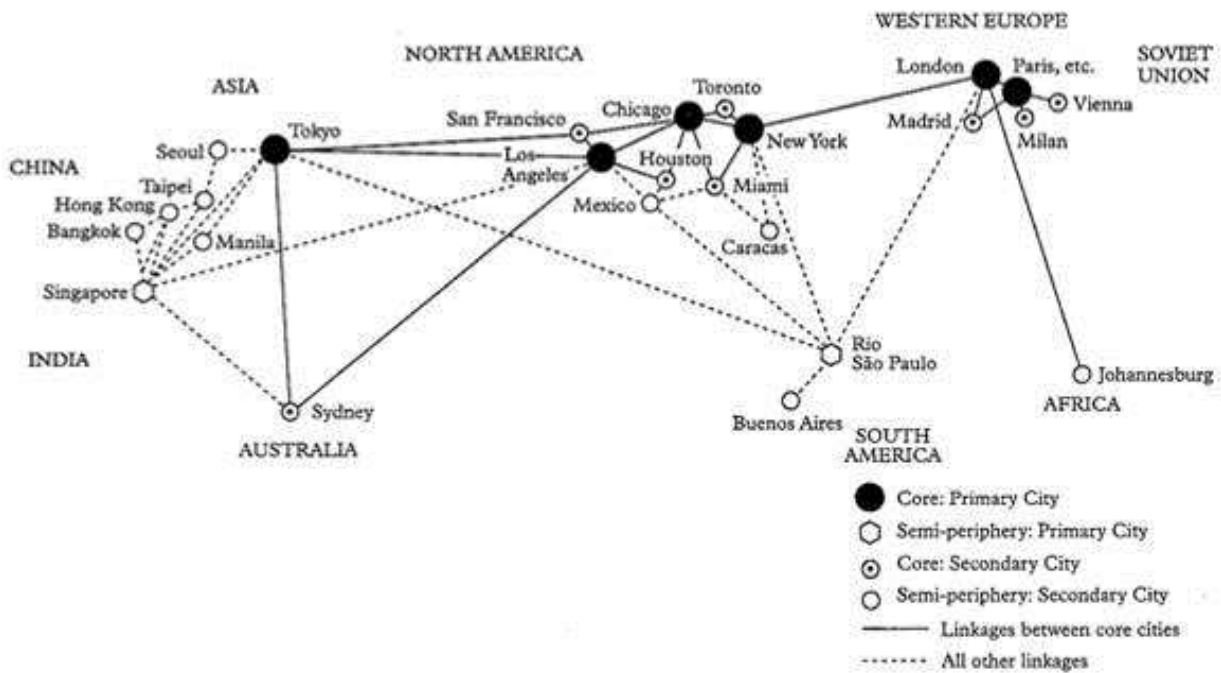 WESTERN EUROPE
SOVIET
UNION
NORTH AMERICA
London
Paris, etc.
ASIA
Toronto
Chicago
San Francisco
Vienna
Madrid
Milan
Tokyo
New York
Seoul
Los
Angeles
Houston
CHINA
Taipei
Miami
Hong Kong
Mexico
Bangkok
Manila
Caracas
Singapore
Rio
São Paulo
INDIA
Johannesburg
Sydney
Buenos Aires
AFRICA
AUSTRALIA
SOUTH
AMERICA
Core: Primary City
Semi-periphery: Primary City
Core: Secondary City
Semi-periphery: Secondary City
Linkages between core cities
All other linkages